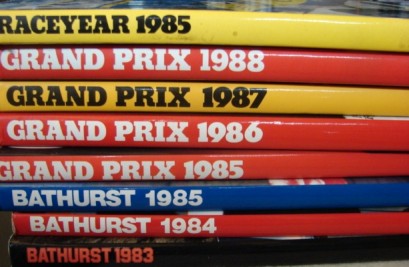 RACEYEAR 1985
GRAND PRIX 1988
GRAND PRIX 1987
GRAND PRIX 1986
GRAND PRIX 1985
BATHURST 1985
BATHURST 1984
BATHURST 1983